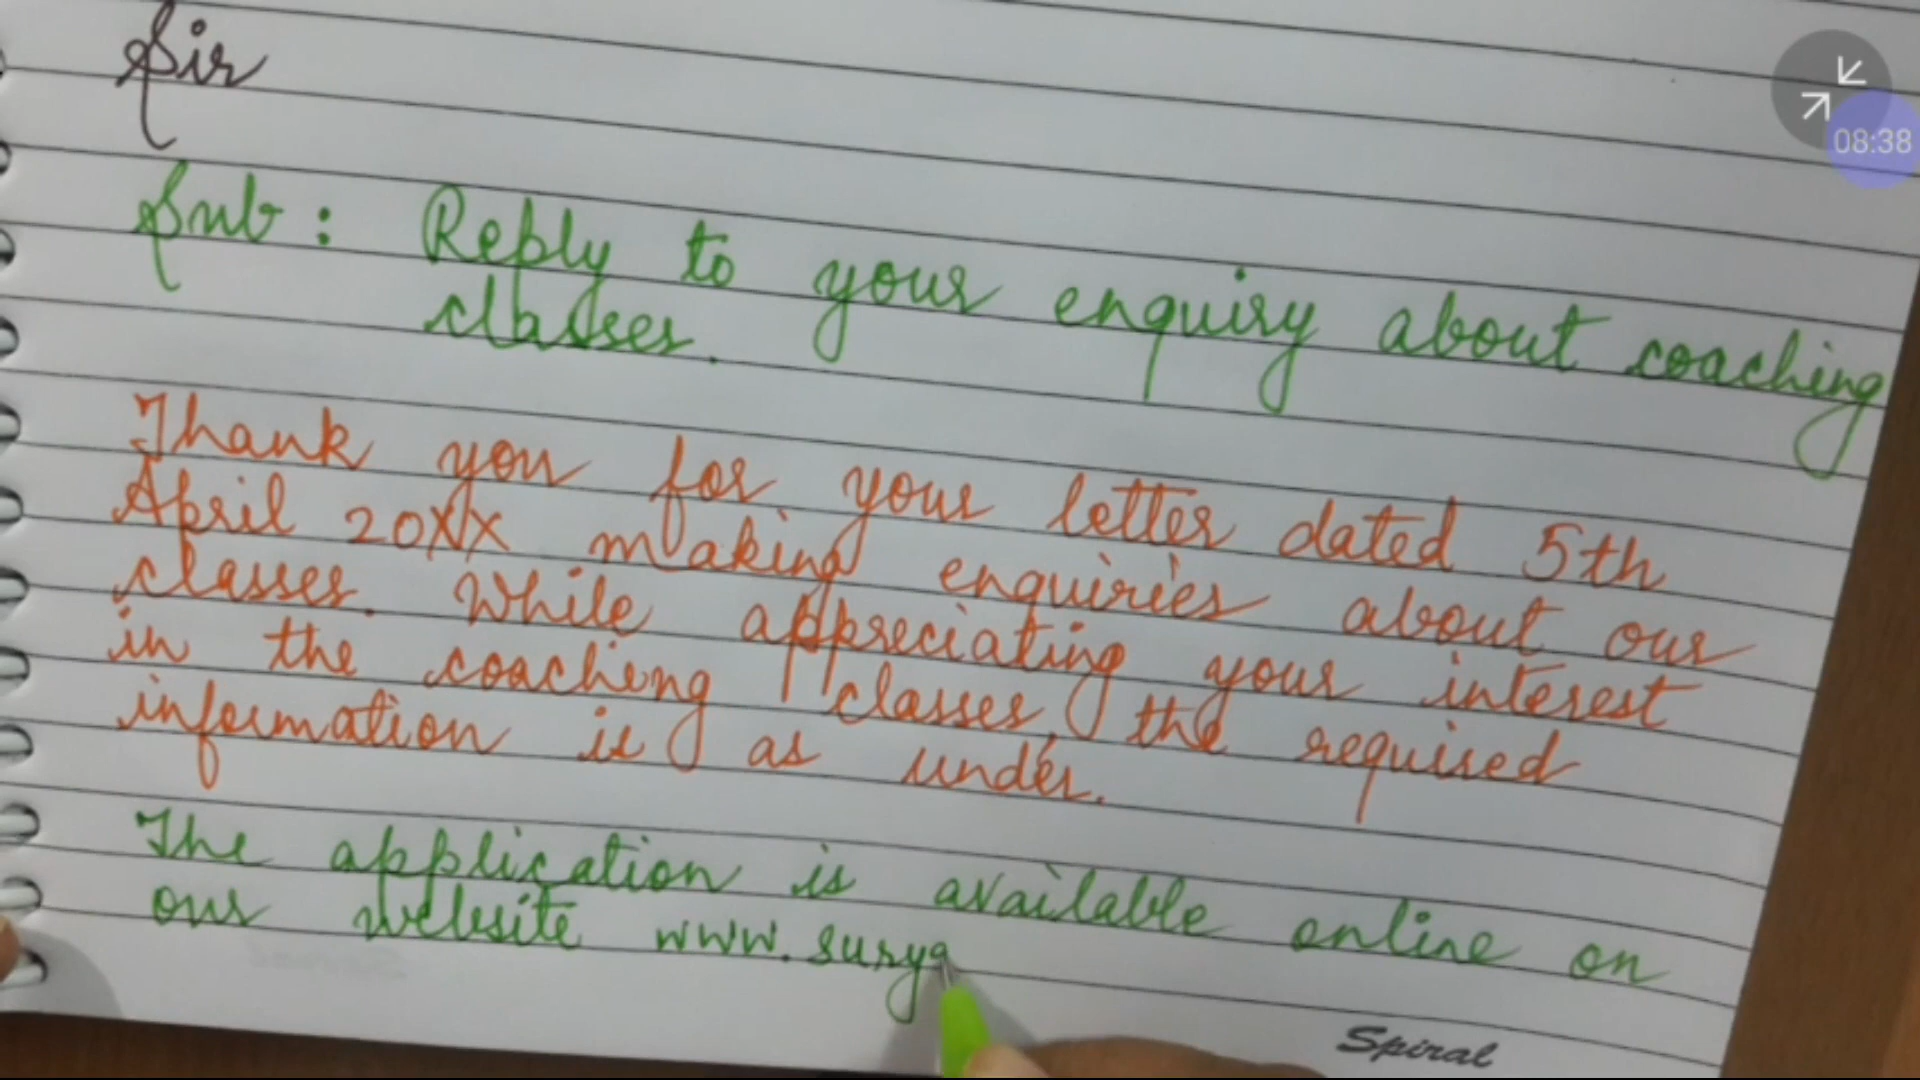 Sir
Sub: Reply to your enquiry about coaching
classes.
Thank you for your letter dated 5th
April 20XX making enquiries about our
classes. While appreciating your interest
in the coaching classes, the required
information is as under.
The application is available online on
our website www.surya
Spiral
08:38